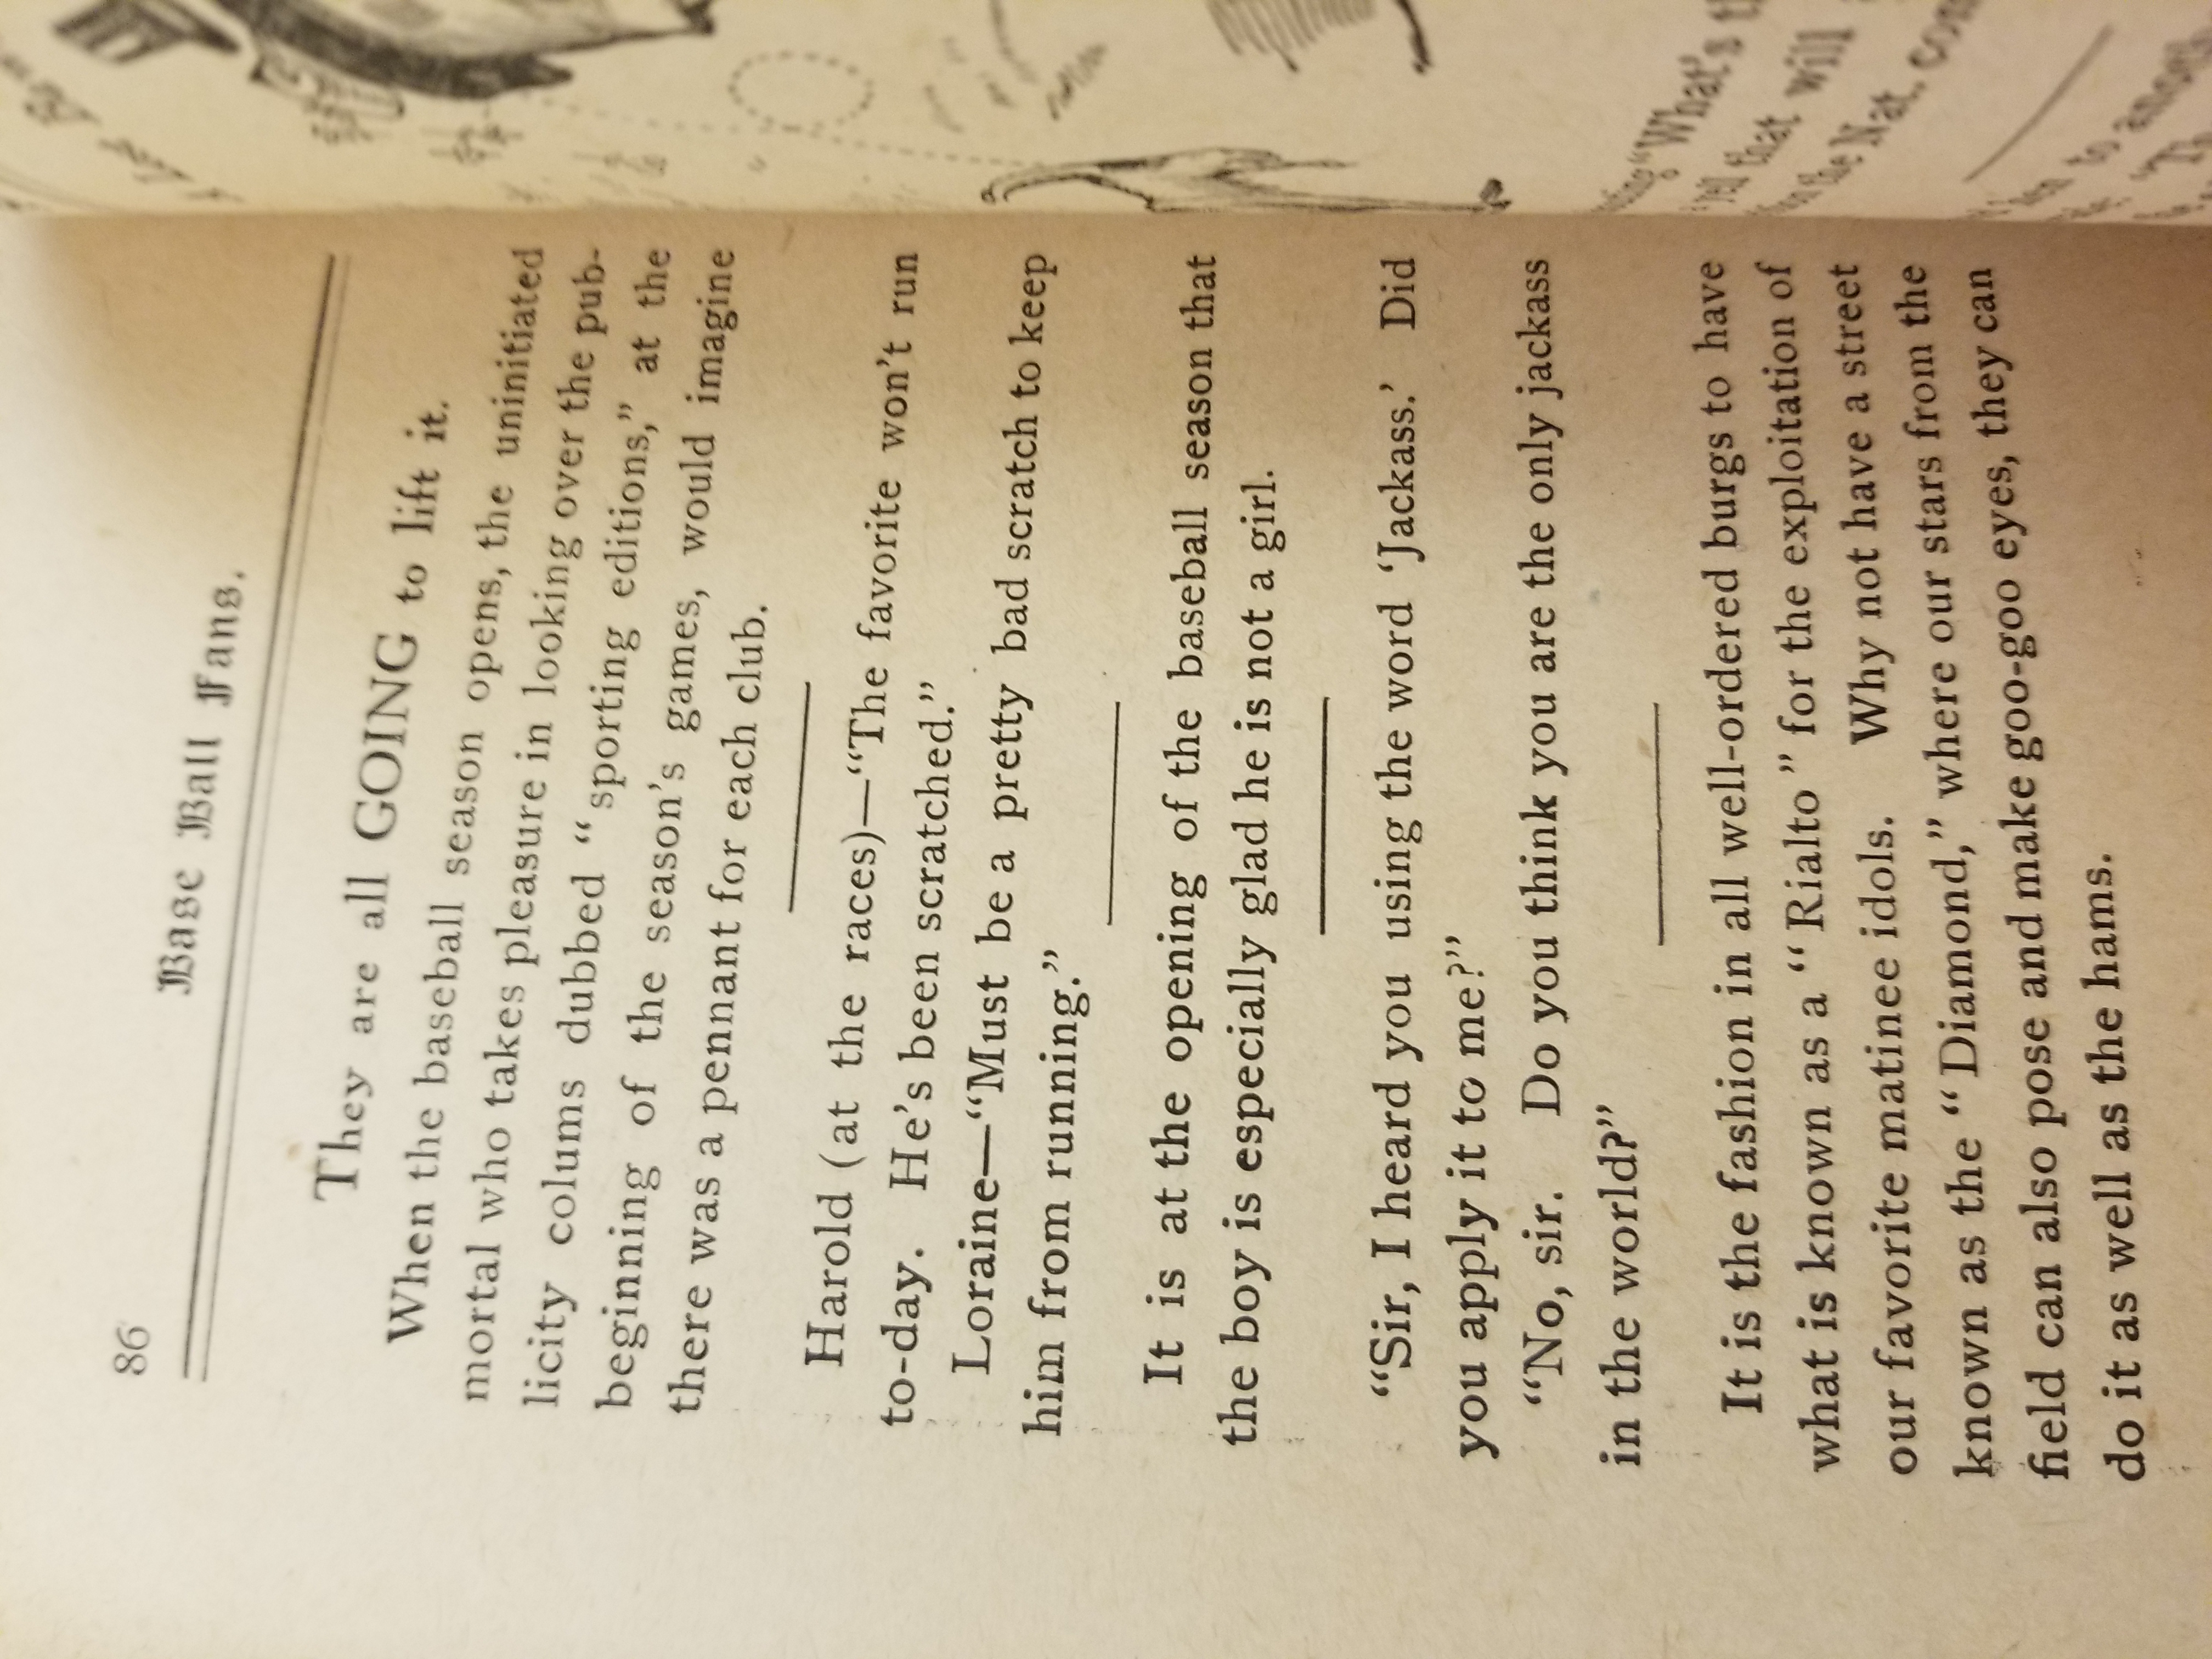 86
Base Ball Fans.
They are all GOING to lift it.
When the baseball season opens, the uninitiated
mortal who takes pleasure in looking over the pub-
licity colums dubbed “sporting editions,” at the
beginning of the season's games, would imagine
there was a pennant for each club.
Harold (at the races)—“The favorite won't run
to-day. He's been scratched.”
Loraine—“Must be a pretty bad scratch to keep
him from running.”
It is at the opening of the baseball season that
the boy is especially glad he is not a girl.
“Sir, I heard you using the word ‘Jackass.’ Did
you apply it to me?”
“No, sir. Do you think you are the only jackass
in the world?”
It is the fashion in all well-ordered burgs to have
what is known as a “Rialto” for the exploitation of
our favorite matinee idols. Why not have a street
known as the “Diamond,” where our stars from the
field can also pose and make goo-goo eyes, they can
do it as well as the hams.
“What's
that will